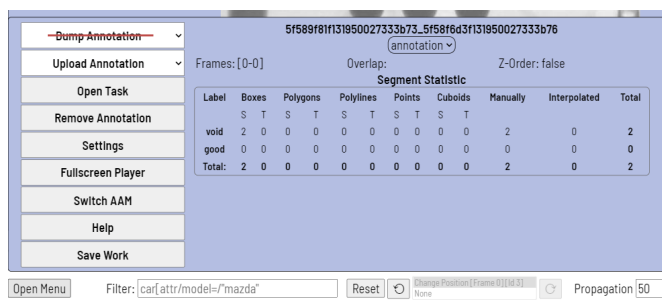 5f589f81f131950027333b73_5f58f6d3f131950027333b76
Dump Annotation
annotation
Upload Annotation
Frames: [0-0] Overlap: Z-Order: false
Segment Statistic
Open Task
Label Boxes Polygons Polylines Points Cuboids Manually Interpolated Total
S T S T S T S T S T
Remove Annotation
void 2 0 0 0 0 0 0 0 0 0 2 0 2
Settings
good 0 0 0 0 0 0 0 0 0 0 0 0 0
Total: 2 0 0 0 0 0 0 0 0 0 2 0 2
Fullscreen Player
Switch AAM
Help
Save Work
Open Menu Filter: car[attr/model=/"mazda" Reset Change Position [Frame 0] [Id 3] Propagation 50
None